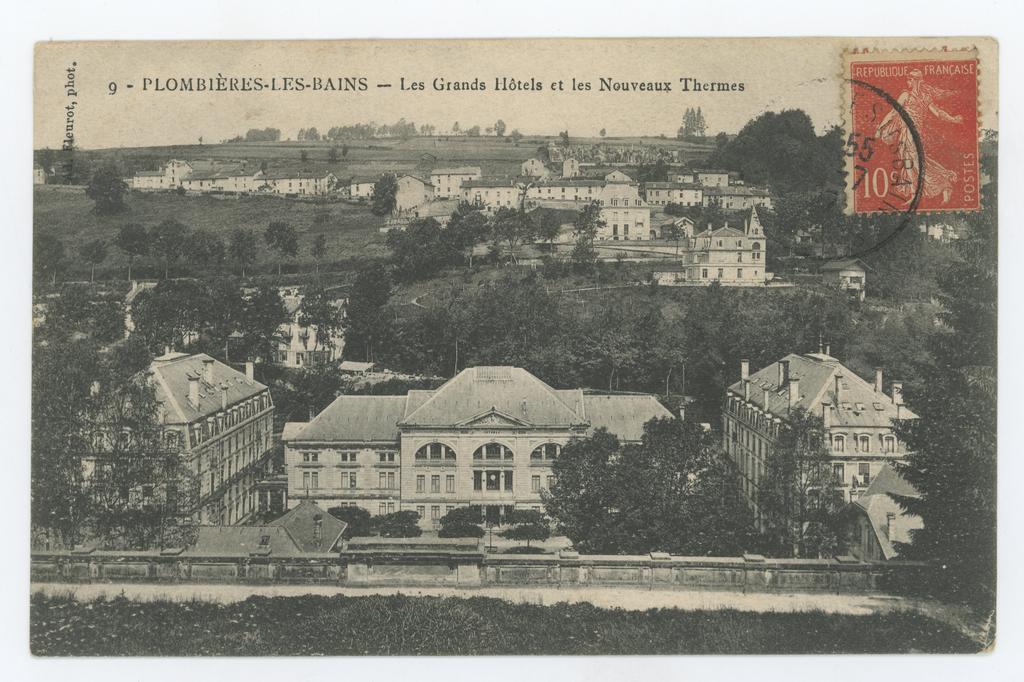 9 - PLOMBIÈRES-LES-BAINS — Les Grands Hôtels et les Nouveaux Thermes
Fleurot, phot.
REPUBLIQUE FRANÇAISE
10c
POSTES